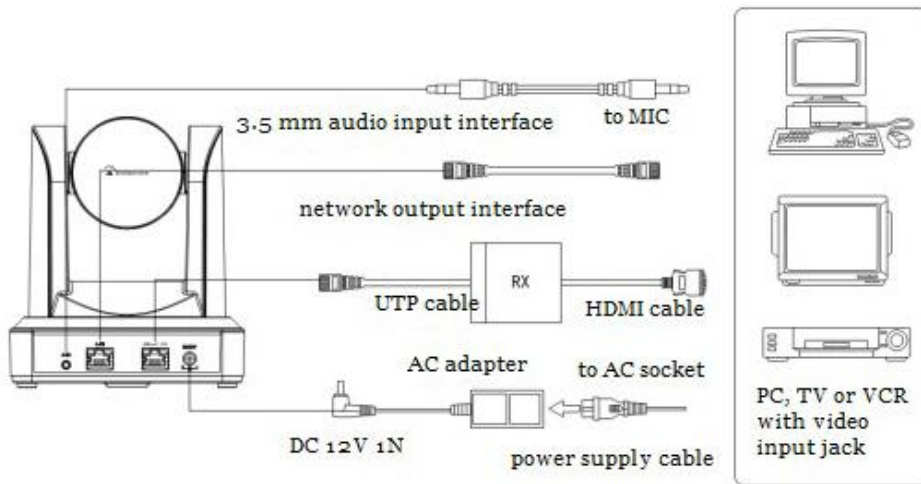 3.5 mm audio input interface
to MIC
network output interface
UTP cable
RX
HDMI cable
AC adapter
to AC socket
DC 12V 1N
power supply cable
PC, TV or VCR
with video
input jack